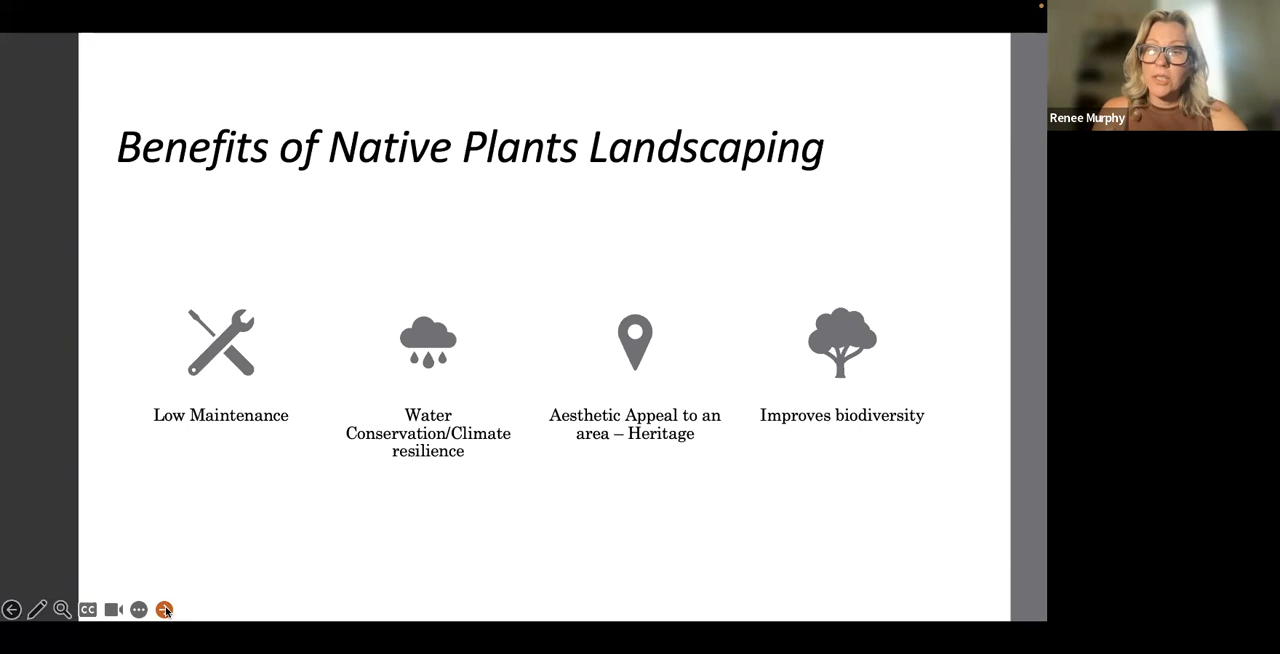 Benefits of Native Plants Landscaping
Low Maintenance
Water
Conservation/Climate
resilience
Aesthetic Appeal to an
area – Heritage
Improves biodiversity
Renee Murphy
CC